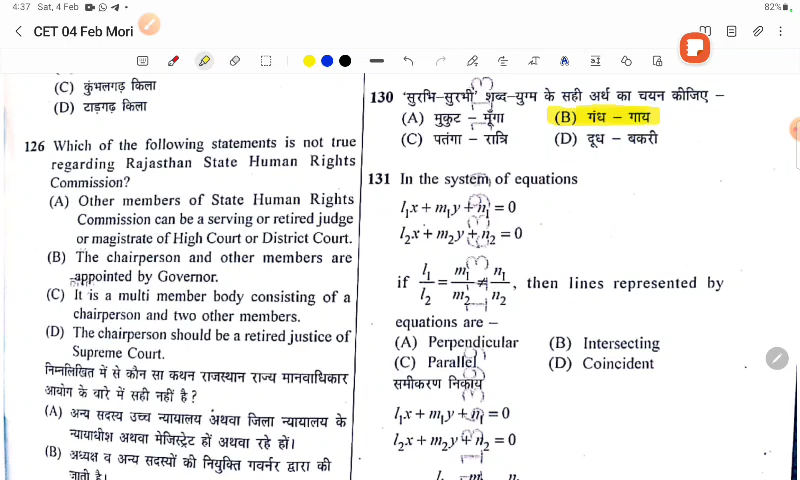 4:37 Sat, 4 Feb
82%
CET 04 Feb Mori
(C) कुंभलगढ़ किला
(D) टाड़गढ़ किला
126 Which of the following statements is not true
regarding Rajasthan State Human Rights
Commission?
(A) Other members of State Human Rights
Commission can be a serving or retired judge
or magistrate of High Court or District Court.
(B) The chairperson and other members are
appointed by Governor.
(C) It is a multi member body consisting of a
chairperson and two other members.
(D) The chairperson should be a retired justice of
Supreme Court.
निम्नलिखित में से कौन सा कथन राजस्थान राज्य मानवाधिकार
आयोग के बारे में सही नहीं है?
(A) अन्य सदस्य उच्च न्यायालय अथवा जिला न्यायालय के
न्यायाधीश अथवा मेजिस्ट्रेट हों अथवा रहे हों।
(B) अध्यक्ष व अन्य सदस्यों की नियुक्ति गवर्नर द्वारा की
जाती है।
130 'सुरभि-सुरभी' शब्द-युग्म के सही अर्थ का चयन कीजिए –
(A) मुकुट – मूँगा (B) गंध – गाय
(C) पतंगा – रात्रि (D) दूध – बकरी
131 In the system of equations
l₁x + m₁y + n₁ = 0
l₂x + m₂y + n₂ = 0
if l₁/l₂ = m₁/m₂ ≠ n₁/n₂, then lines represented by
equations are –
(A) Perpendicular (B) Intersecting
(C) Parallel (D) Coincident
समीकरण निकाय
l₁x + m₁y + n₁ = 0
l₂x + m₂y + n₂ = 0